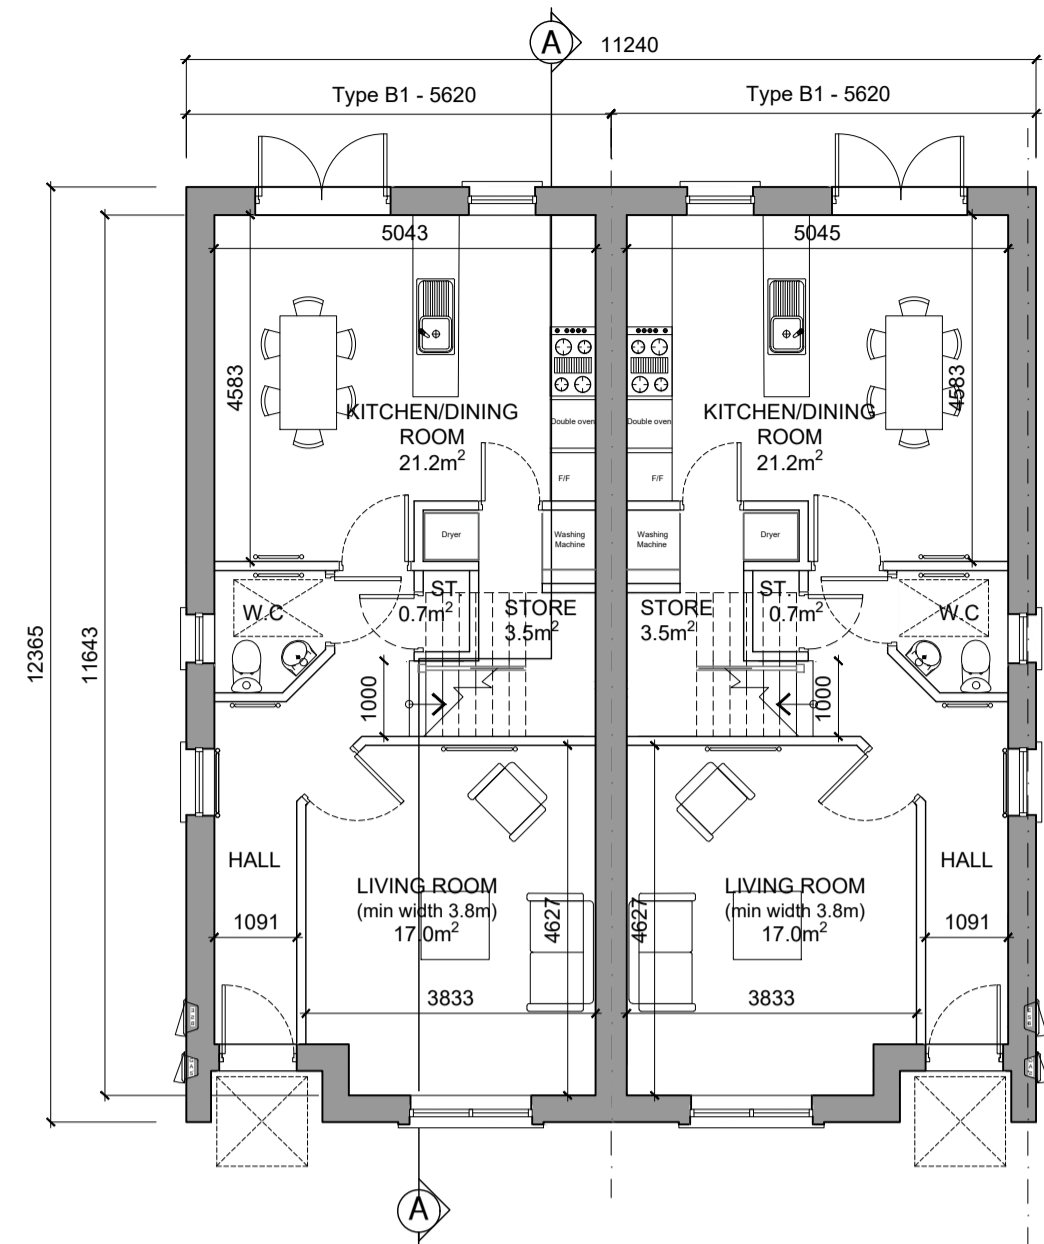 A
11240
Type B1 - 5620
Type B1 - 5620
5043
5045
12365
11643
4583
4583
KITCHEN/DINING
ROOM
21.2m²
KITCHEN/DINING
ROOM
21.2m²
Double oven
Double oven
F/F
F/F
Dryer
Washing
Machine
Washing
Machine
Dryer
W.C
ST.
0.7m²
STORE
3.5m²
STORE
3.5m²
ST.
0.7m²
W.C
1000
1000
HALL
HALL
LIVING ROOM
(min width 3.8m)
17.0m²
LIVING ROOM
(min width 3.8m)
17.0m²
4627
4627
1091
1091
3833
3833
A